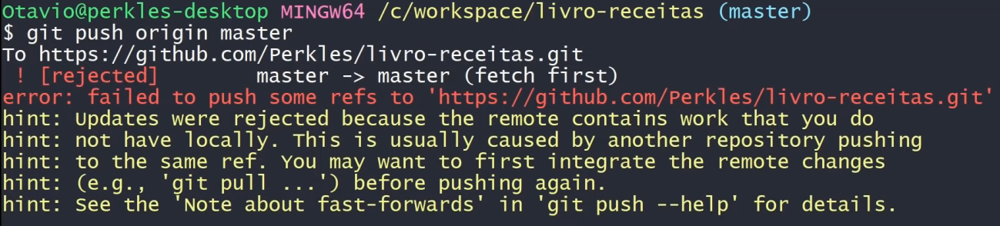 Otavio@perkles-desktop MINGW64 /c/workspace/livro-receitas (master)
$ git push origin master
To https://github.com/Perkles/livro-receitas.git
 ! [rejected]        master -> master (fetch first)
error: failed to push some refs to 'https://github.com/Perkles/livro-receitas.git'
hint: Updates were rejected because the remote contains work that you do
hint: not have locally. This is usually caused by another repository pushing
hint: to the same ref. You may want to first integrate the remote changes
hint: (e.g., 'git pull ...') before pushing again.
hint: See the 'Note about fast-forwards' in 'git push --help' for details.